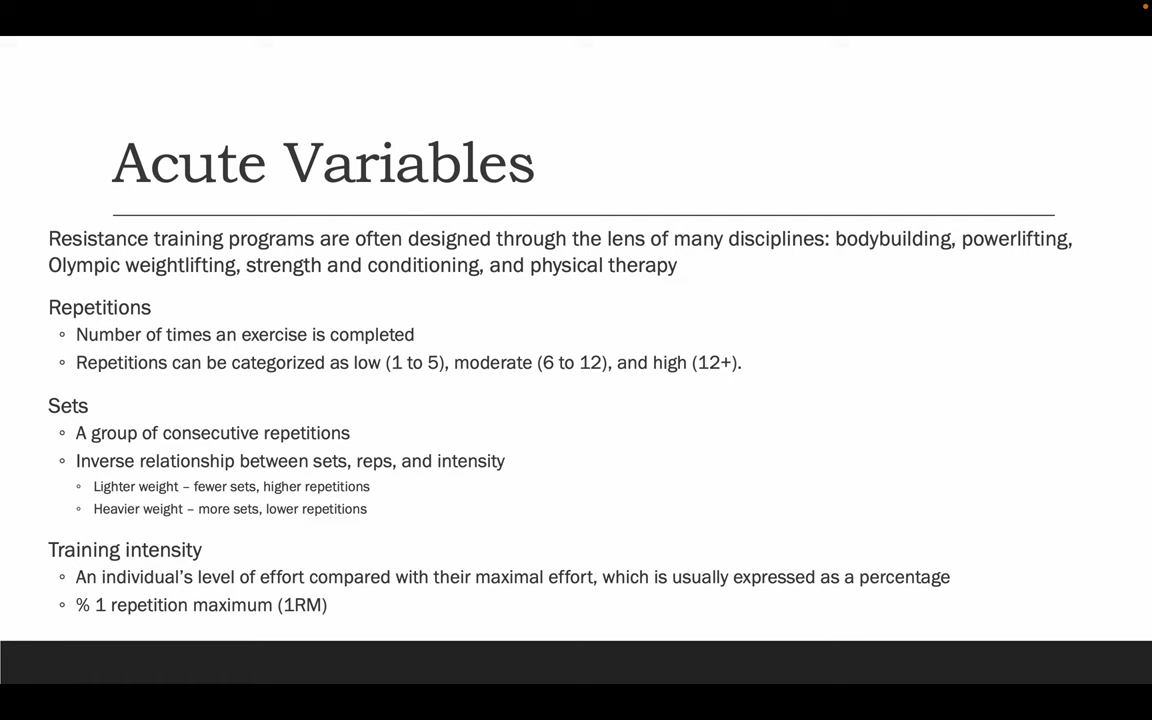 Acute Variables
Resistance training programs are often designed through the lens of many disciplines: bodybuilding, powerlifting,
Olympic weightlifting, strength and conditioning, and physical therapy
Repetitions
◦ Number of times an exercise is completed
◦ Repetitions can be categorized as low (1 to 5), moderate (6 to 12), and high (12+).
Sets
◦ A group of consecutive repetitions
◦ Inverse relationship between sets, reps, and intensity
◦ Lighter weight – fewer sets, higher repetitions
◦ Heavier weight – more sets, lower repetitions
Training intensity
◦ An individual’s level of effort compared with their maximal effort, which is usually expressed as a percentage
◦ % 1 repetition maximum (1RM)